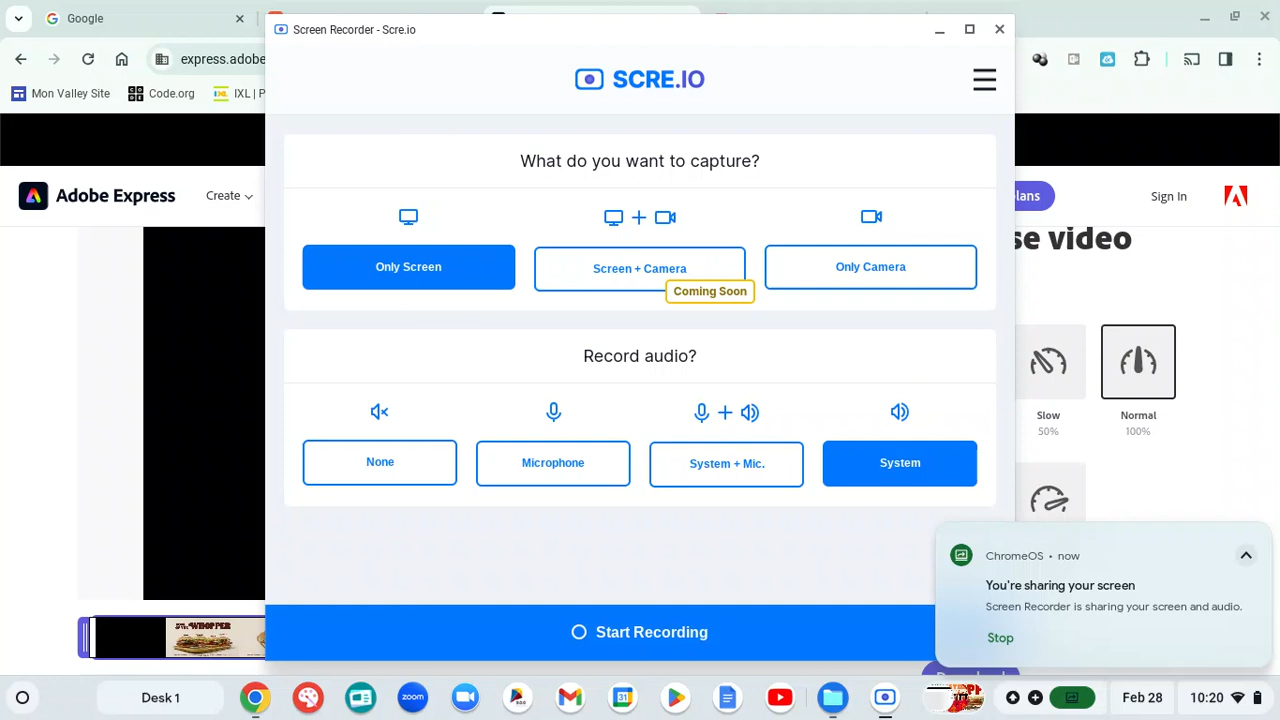 Google
Screen Recorder - Scre.io
express.adobe
Mon Valley Site
Code.org
IXL | P
SCRE.IO
Adobe Express
Create
lans
Sign In
se video
What do you want to capture?
Only Screen
Screen + Camera
Only Camera
Coming Soon
Record audio?
None
Microphone
System + Mic.
System
Slow
50%
Normal
100%
ChromeOS • now
You're sharing your screen
Screen Recorder is sharing your screen and audio.
Stop
Start Recording
WHOPPER
zoom
Desk 1
31
Feb 28
10:20